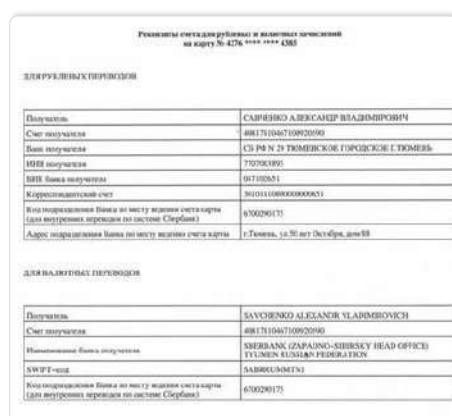 Реквизиты счета для рублевых и валютных зачислений
на карту № 4276 **** **** 4385
ДЛЯ РУБЛЕВЫХ ПЕРЕВОДОВ
Получатель САВЧЕНКО АЛЕКСАНДР ВЛАДИМИРОВИЧ
Счет получателя
Банк получателя СБ РФ N 29 ТЮМЕНСКОЕ ГОРОДСКОЕ Г.ТЮМЕНЬ
ИНН получателя 7707083893
БИК банка получателя 047102651
Корреспондентский счет
Код подразделения Банка по месту ведения счета карты 6700290175
(для внутренних переводов по системе Сбербанк)
Адрес подразделения Банка по месту ведения счета карты г.Тюмень, ул.50 лет Октября, дом
ДЛЯ ВАЛЮТНЫХ ПЕРЕВОДОВ
Получатель SAVCHENKO ALEXANDR VLADIMIROVICH
Счет получателя
Наименование банка получателя SBERBANK (ZAPADNO-SIBIRSKY HEAD OFFICE)
TYUMEN RUSSIAN FEDERATION
SWIFT-код
Код подразделения Банка по месту ведения счета карты 670029017
(для внутренних переводов по системе Сбербанк)